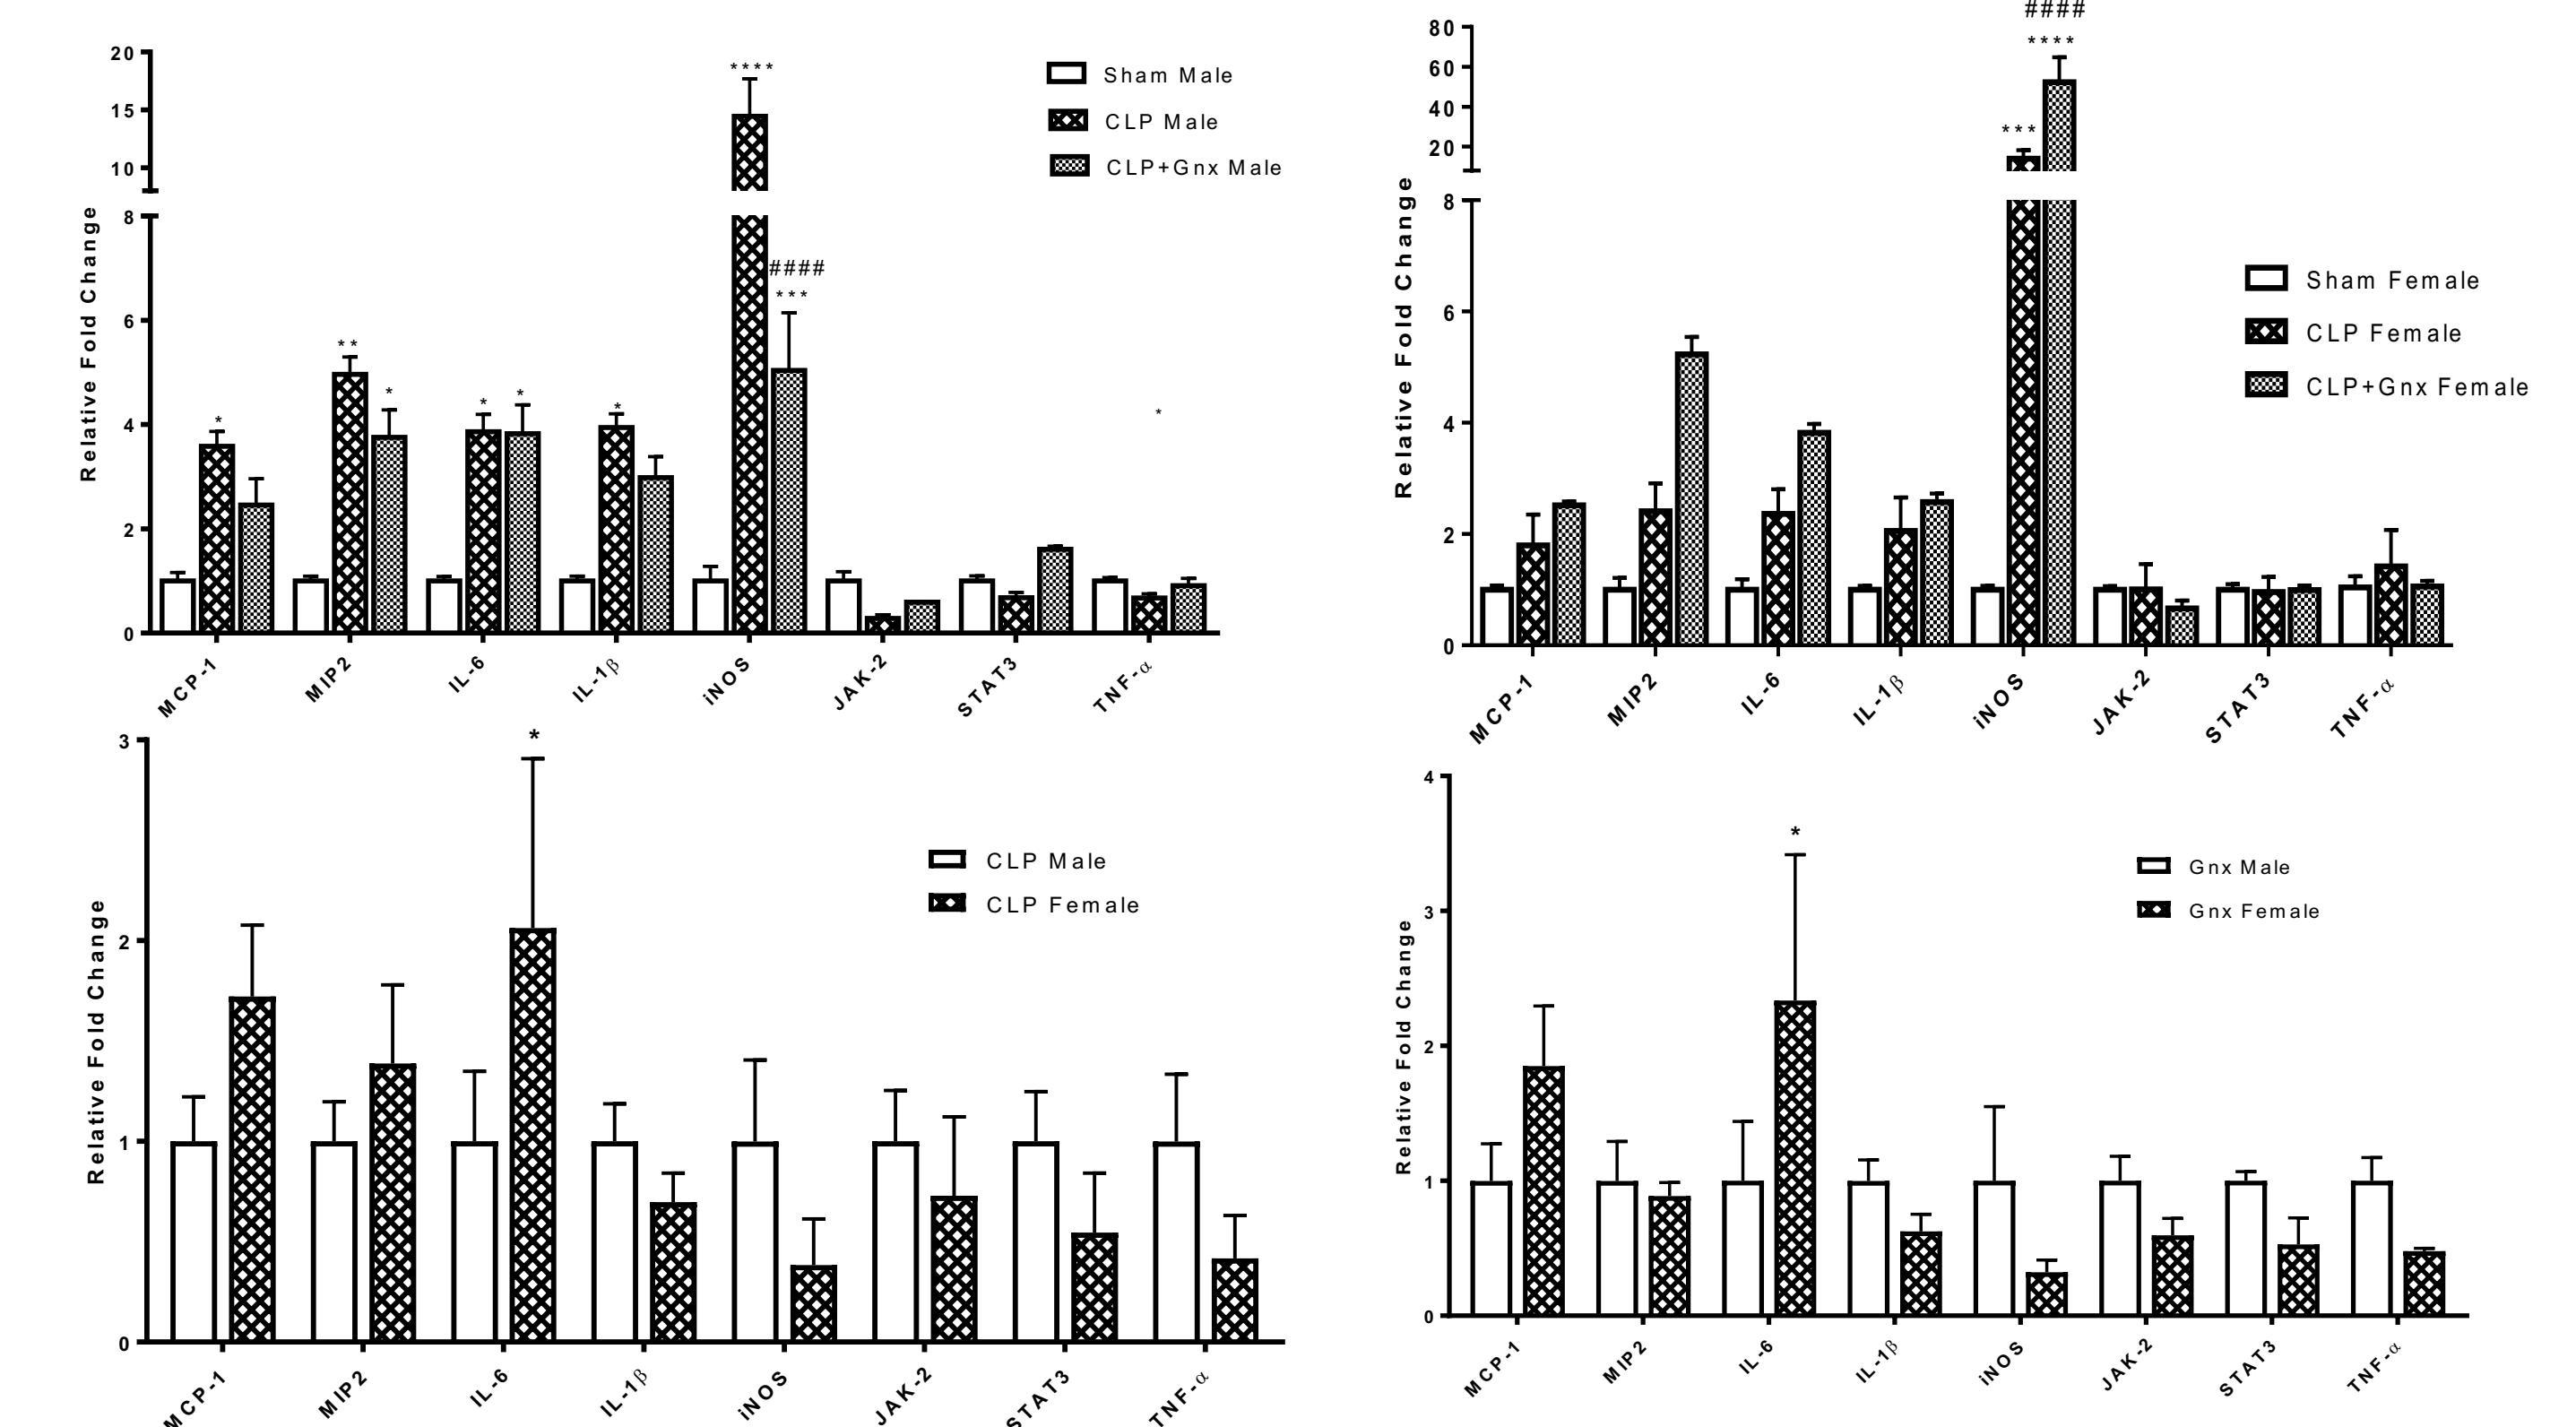 20
15
10
8
6
4
2
0
Relative Fold Change
****
####
***
*
**
*
*
*
*
*
Sham Male
CLP Male
CLP+Gnx Male
MCP-1
MIP2
IL-6
IL-1β
iNOS
JAK-2
STAT3
TNF-α
80
60
40
20
8
6
4
2
0
Relative Fold Change
####
****
***
Sham Female
CLP Female
CLP+Gnx Female
MCP-1
MIP2
IL-6
IL-1β
iNOS
JAK-2
STAT3
TNF-α
3
2
1
0
Relative Fold Change
*
CLP Male
CLP Female
MCP-1
MIP2
IL-6
IL-1β
iNOS
JAK-2
STAT3
TNF-α
4
3
2
1
0
Relative Fold Change
*
Gnx Male
Gnx Female
MCP-1
MIP2
IL-6
IL-1β
iNOS
JAK-2
STAT3
TNF-α